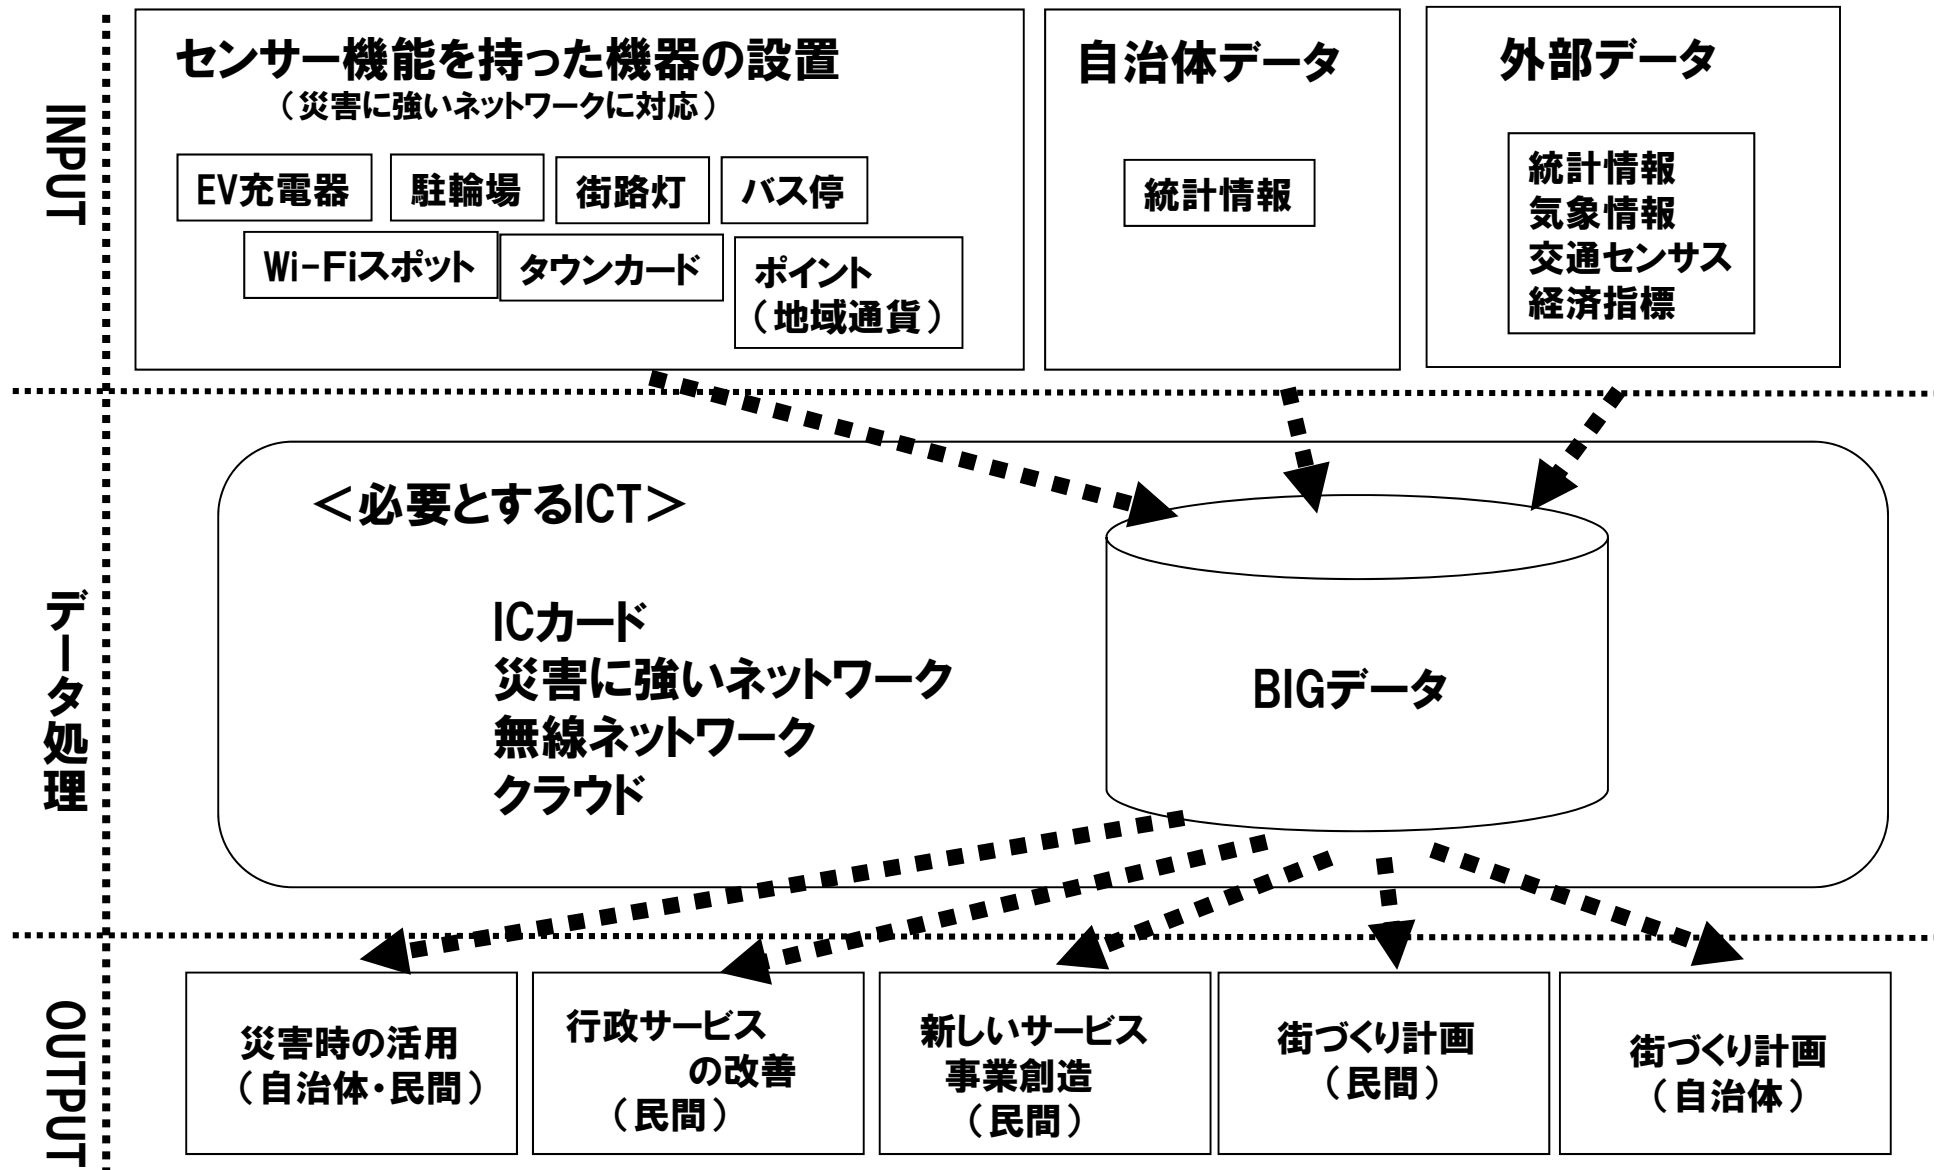 INPUT
センサー機能を持った機器の設置
（災害に強いネットワークに対応）
EV充電器
駐輪場
街路灯
バス停
Wi-Fiスポット
タウンカード
ポイント
（地域通貨）
自治体データ
統計情報
外部データ
統計情報
気象情報
交通センサス
経済指標
データ処理
＜必要とするICT＞
ICカード
災害に強いネットワーク
無線ネットワーク
クラウド
BIGデータ
OUTPUT
災害時の活用
（自治体・民間）
行政サービス
の改善
（民間）
新しいサービス
事業創造
（民間）
街づくり計画
（民間）
街づくり計画
（自治体）